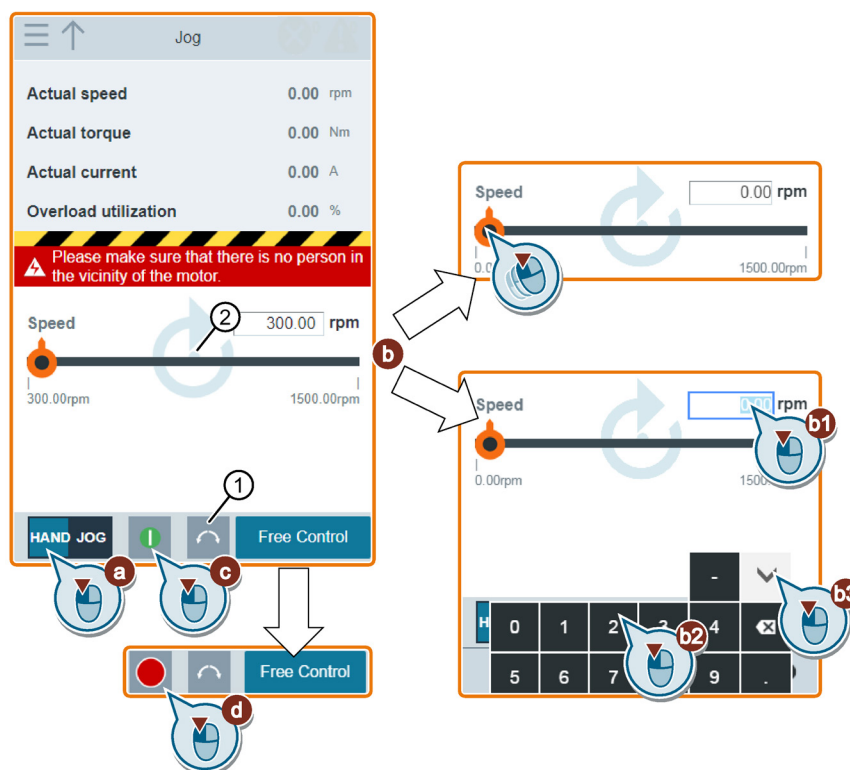 Jog
Actual speed 0.00 rpm
Actual torque 0.00 Nm
Actual current 0.00 A
Overload utilization 0.00 %
Please make sure that there is no person in
the vicinity of the motor.
Speed 2 300.00 rpm
300.00rpm 1500.00rpm
1
HAND JOG Free Control
a c
Free Control
d
b
Speed 0.00 rpm
1500.00rpm
Speed 0.00 rpm
b1
0.00rpm
-
b3
0 1 2 3 4
b2
5 6 7 9 .